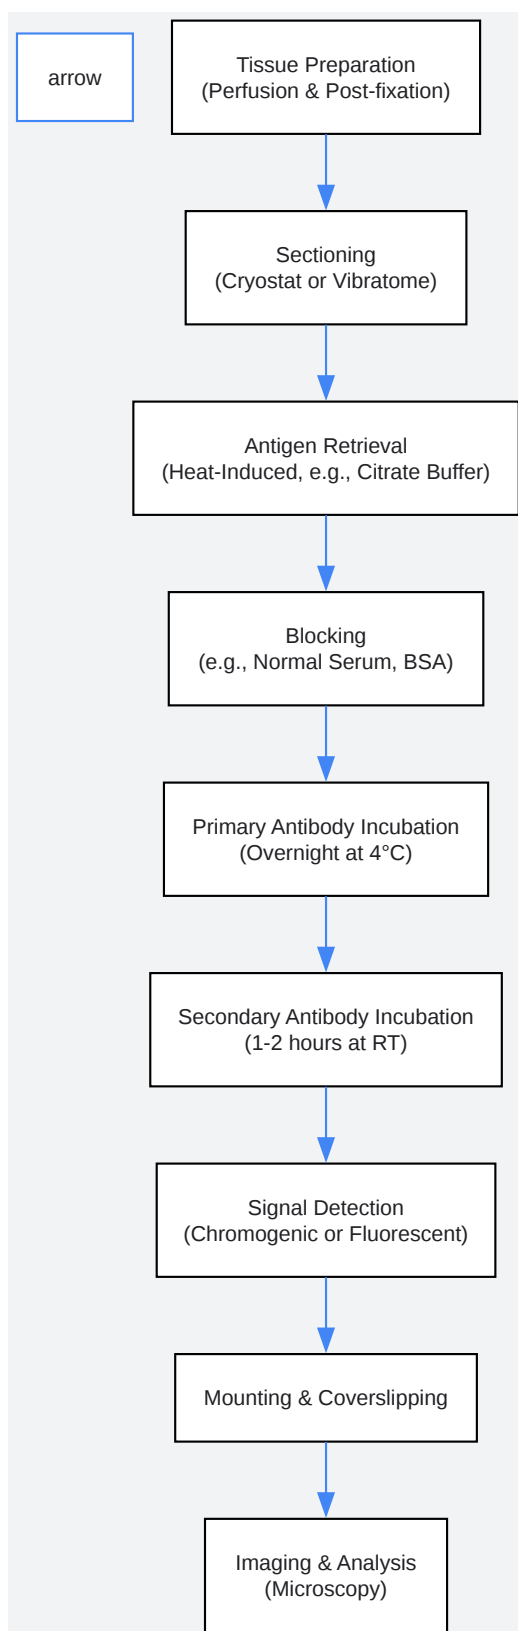 arrow
Tissue Preparation
(Perfusion & Post-fixation)
Sectioning
(Cryostat or Vibratome)
Antigen Retrieval
(Heat-Induced, e.g., Citrate Buffer)
Blocking
(e.g., Normal Serum, BSA)
Primary Antibody Incubation
(Overnight at 4°C)
Secondary Antibody Incubation
(1-2 hours at RT)
Signal Detection
(Chromogenic or Fluorescent)
Mounting & Coverslipping
Imaging & Analysis
(Microscopy)